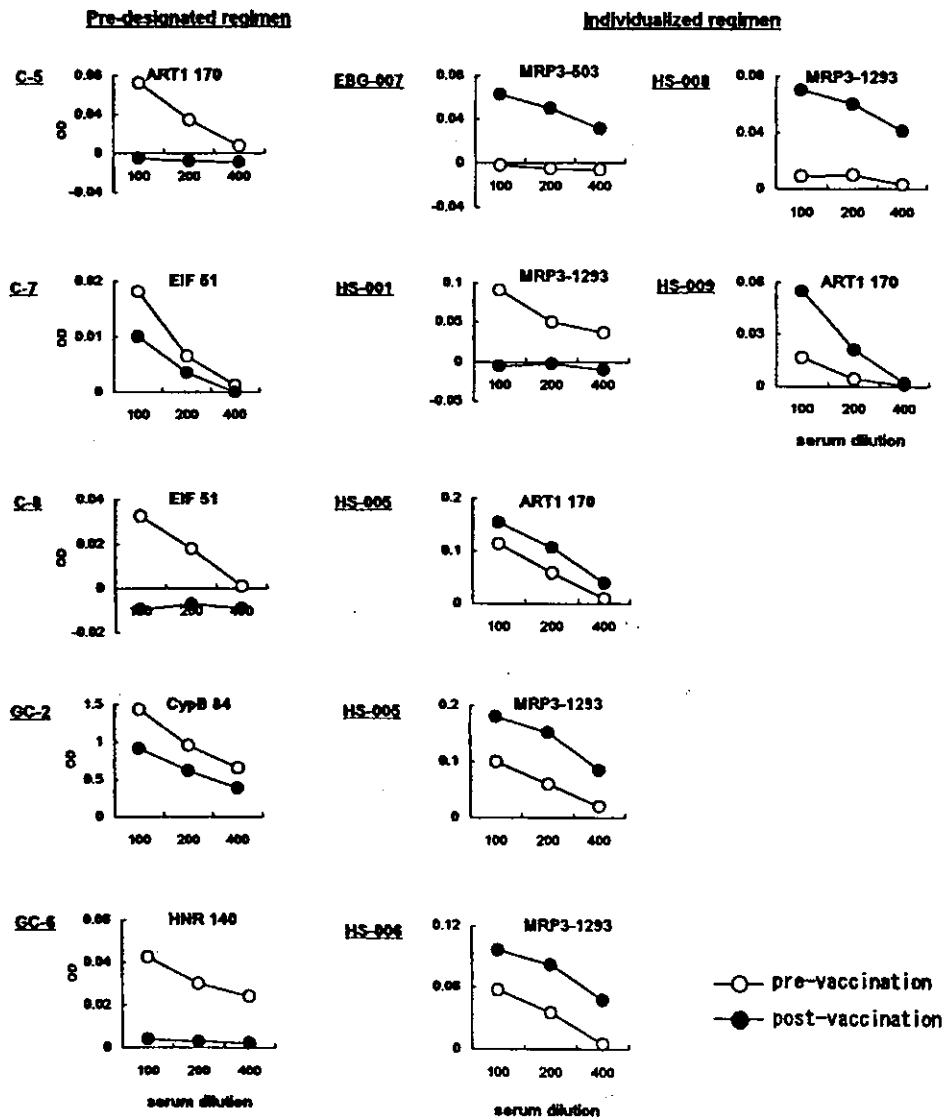 Pre-designated regimen
Individualized regimen
C-5
ART1 170
OD
0.04
0
-0.04
100 200 400
EBG-007
MRP3-503
0.08
0.04
0
-0.04
100 200 400
HS-008
MRP3-1293
0.08
0.04
0
100 200 400
C-7
EIF 51
OD
0.02
0.01
0
100 200 400
HS-001
MRP3-1293
0.1
0.05
0
-0.05
100 200 400
HS-009
ART1 170
0.06
0.03
0
100 200 400
serum dilution
EIF 51
OD
0.04
0.02
0
-0.02
100 200 400
HS-005
ART1 170
0.2
0.1
0
100 200 400
GC-2
CypB 84
OD
1.5
1
0.5
0
100 200 400
HS-005
MRP3-1293
0.2
0.1
0
100 200 400
GC-6
HNR 140
OD
0.06
0.04
0.02
0
100 200 400
serum dilution
HS-006
MRP3-1293
0.12
0.06
0
100 200 400
serum dilution
pre-vaccination
post-vaccination